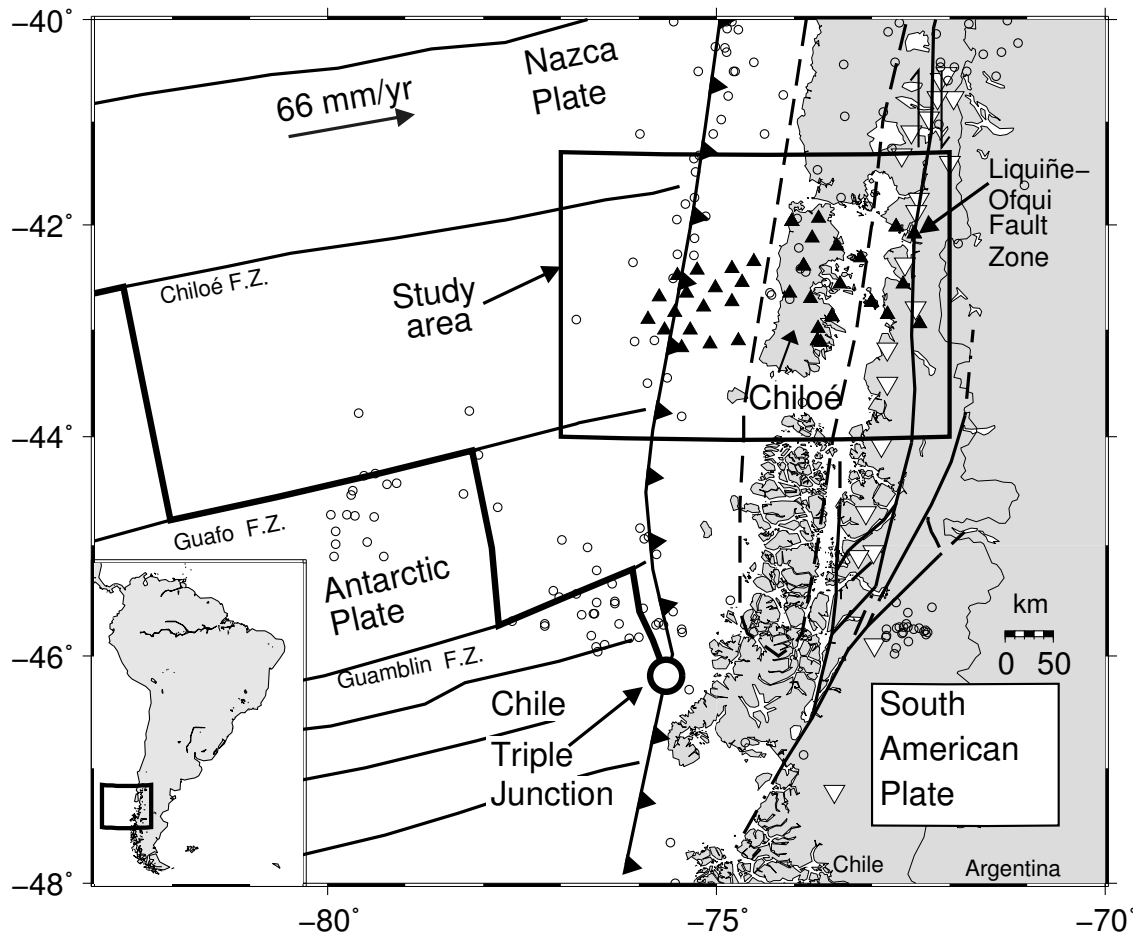 −40˚
Nazca
Plate
66 mm/yr
Liquiñe−
Ofqui
Fault
Zone
−42˚
Chiloé F.Z.
Study
area
Chiloé
−44˚
Guafo F.Z.
Antarctic
Plate
km
0 50
−46˚
Guamblin F.Z.
Chile
Triple
Junction
South
American
Plate
Chile
Argentina
−48˚
−80˚
−75˚
−70˚